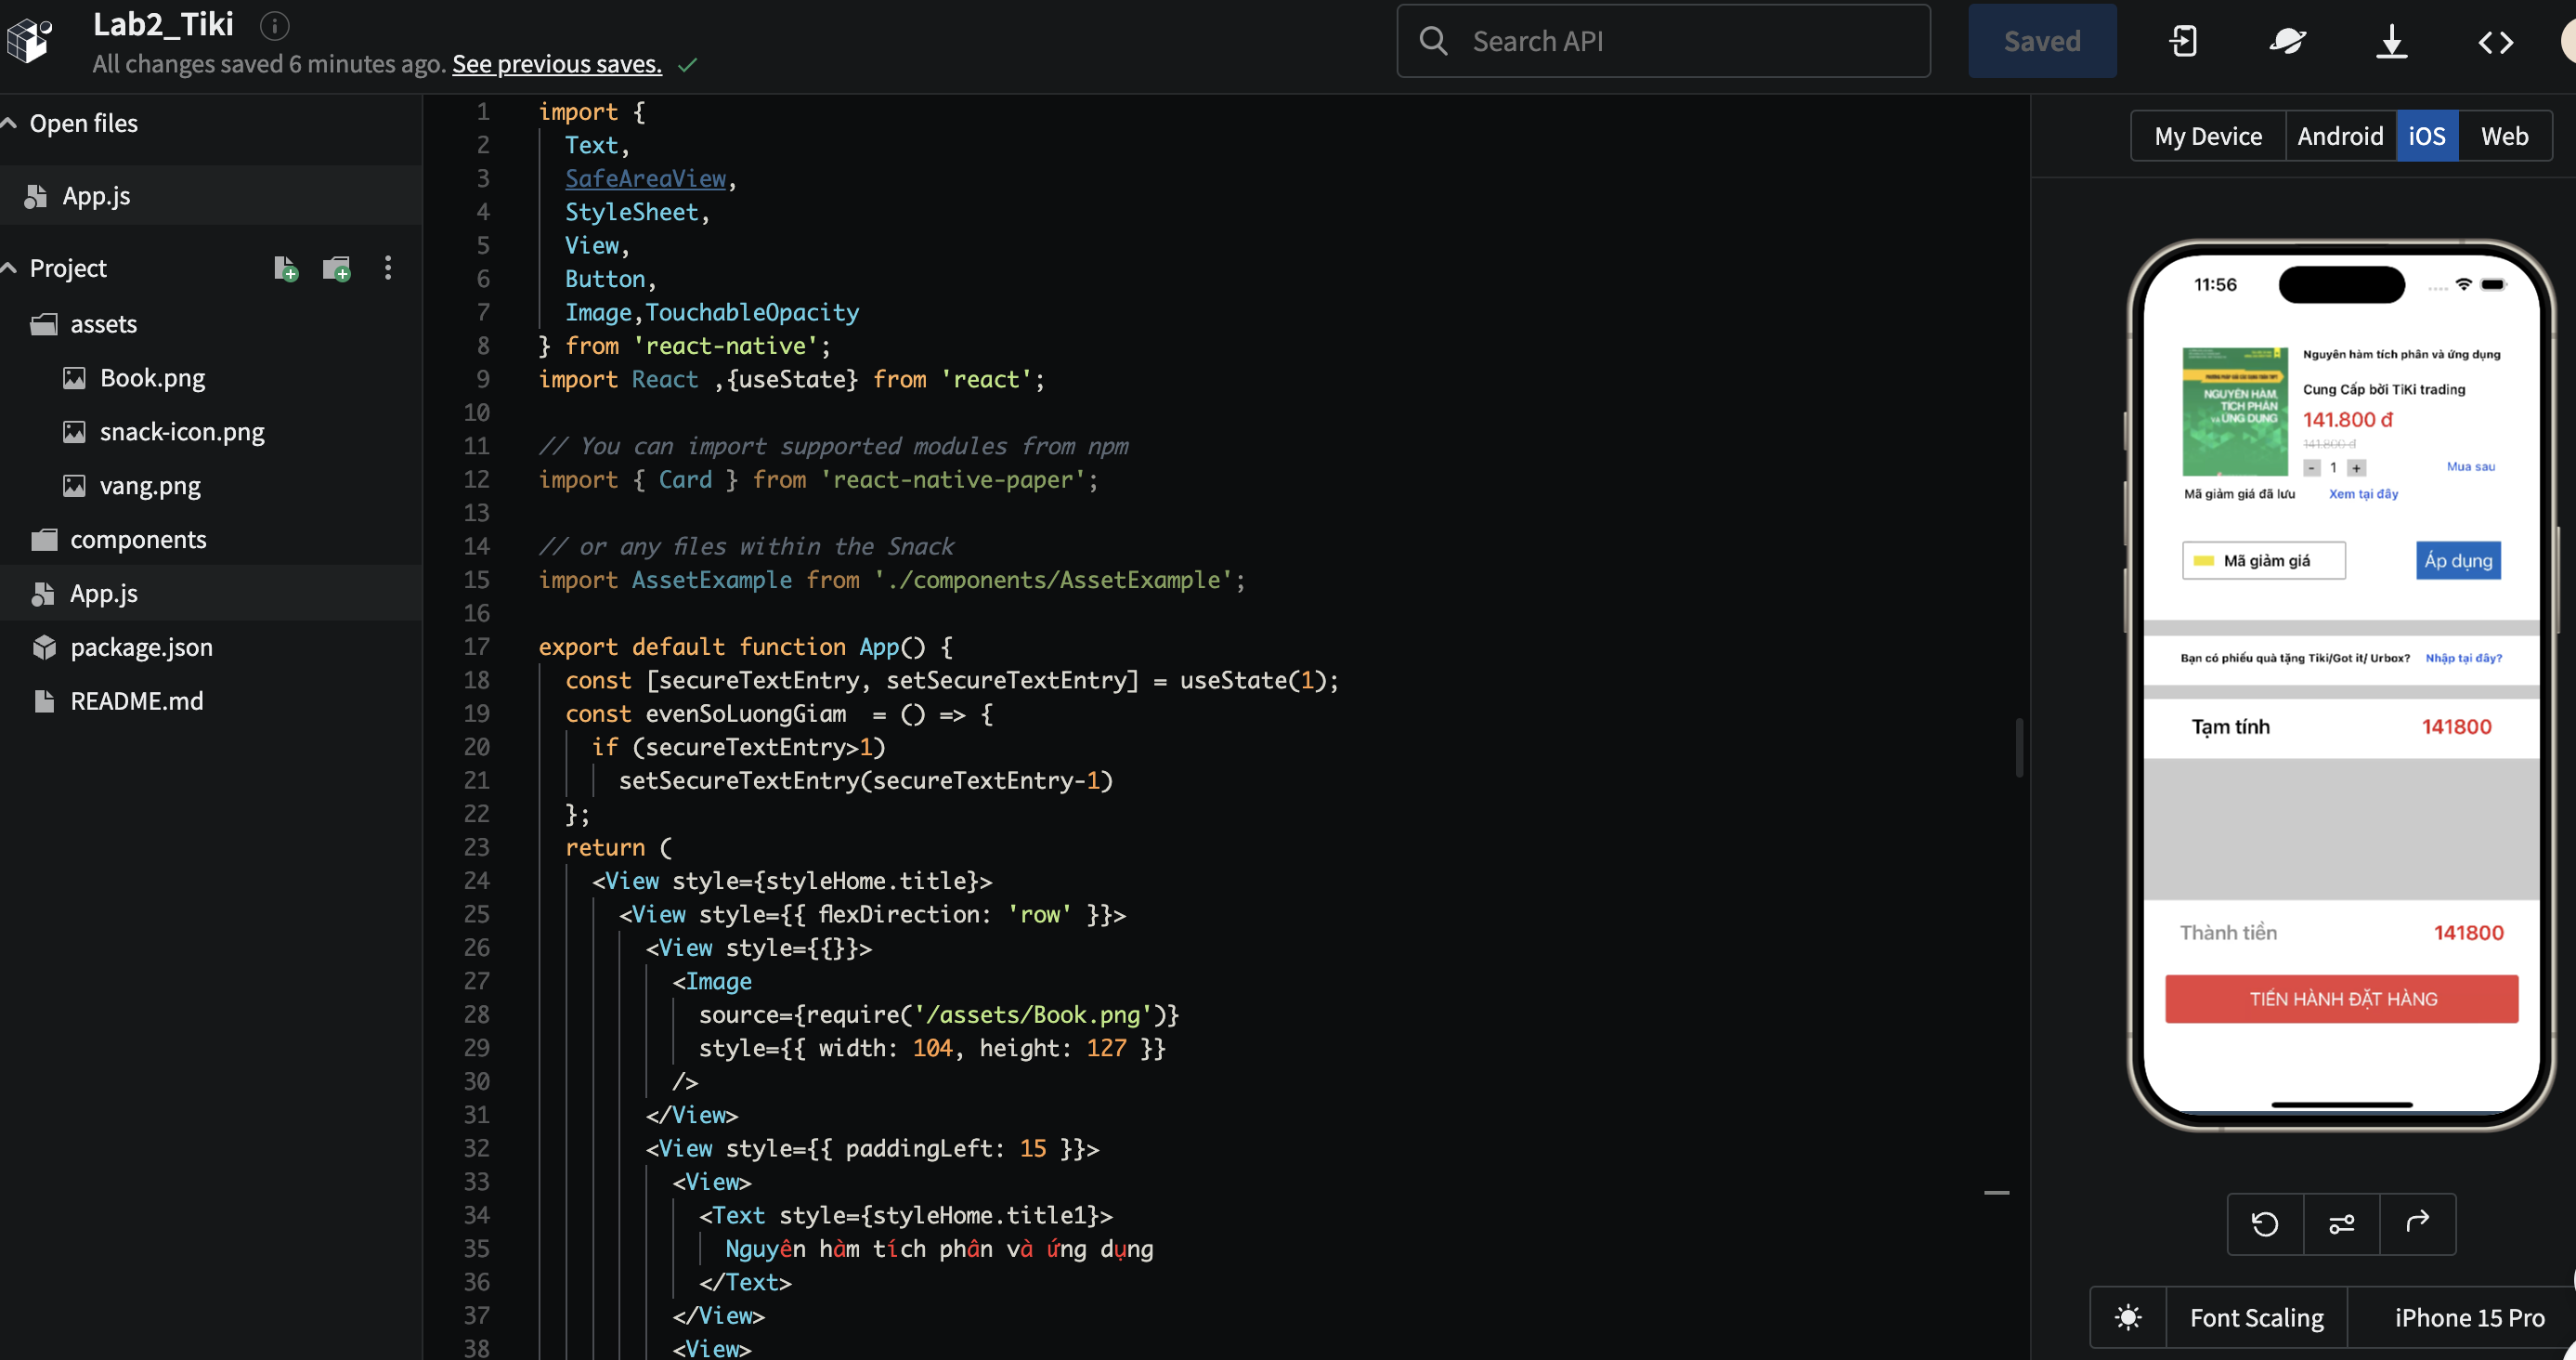 Lab2_Tiki
All changes saved 6 minutes ago. See previous saves.
Search API
Saved
Open files
App.js
Project
assets
Book.png
snack-icon.png
vang.png
components
App.js
package.json
README.md
1 import {
2 Text,
3 SafeAreaView,
4 StyleSheet,
5 View,
6 Button,
7 Image,TouchableOpacity
8 } from 'react-native';
9 import React ,{useState} from 'react';
10
11 // You can import supported modules from npm
12 import { Card } from 'react-native-paper';
13
14 // or any files within the Snack
15 import AssetExample from './components/AssetExample';
16
17 export default function App() {
18 const [secureTextEntry, setSecureTextEntry] = useState(1);
19 const evenSoLuongGiam  = () => {
20 if (secureTextEntry>1)
21 setSecureTextEntry(secureTextEntry-1)
22 };
23 return (
24 <View style={styleHome.title}>
25 <View style={{ flexDirection: 'row' }}>
26 <View style={{}}>
27 <Image
28 source={require('/assets/Book.png')}
29 style={{ width: 104, height: 127 }}
30 />
31 </View>
32 <View style={{ paddingLeft: 15 }}>
33 <View>
34 <Text style={styleHome.title1}>
35 Nguyên hàm tích phân và ứng dụng
36 </Text>
37 </View>
38 <View>
My Device
Android
iOS
Web
11:56
NGUYÊN HÀM,
TÍCH PHÂN
VÀ ỨNG DỤNG
Nguyên hàm tích phân và ứng dụng
Cung Cấp bởi TiKi trading
141.800 đ
141.800 đ
- 1 +
Mua sau
Mã giảm giá đã lưu
Xem tại đây
Mã giảm giá
Áp dụng
Bạn có phiếu quà tặng Tiki/Got it/ Urbox?
Nhập tại đây?
Tạm tính
141800
Thành tiền
141800
TIẾN HÀNH ĐẶT HÀNG
Font Scaling
iPhone 15 Pro